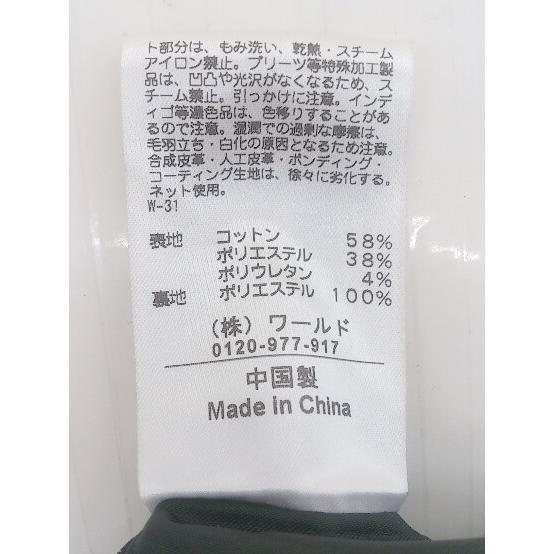 ト部分は、もみ洗い、乾熱・スチーム
アイロン禁止。プリーツ等特殊加工製
品は、凹凸や光沢がなくなるため、ス
チーム禁止。引っかけに注意。インデ
ィゴ等濃色品は、色移りすることがあ
るので注意。湿潤での過剰な摩擦は、
毛羽立ち・白化の原因となるため注意。
合成皮革・人工皮革・ボンディング・
コーティング生地は、徐々に劣化する。
ネット使用。
W-31
表地 コットン 58%
ポリエステル 38%
ポリウレタン 4%
裏地 ポリエステル 100%
(株) ワールド
0120-977-917
中国製
Made in China